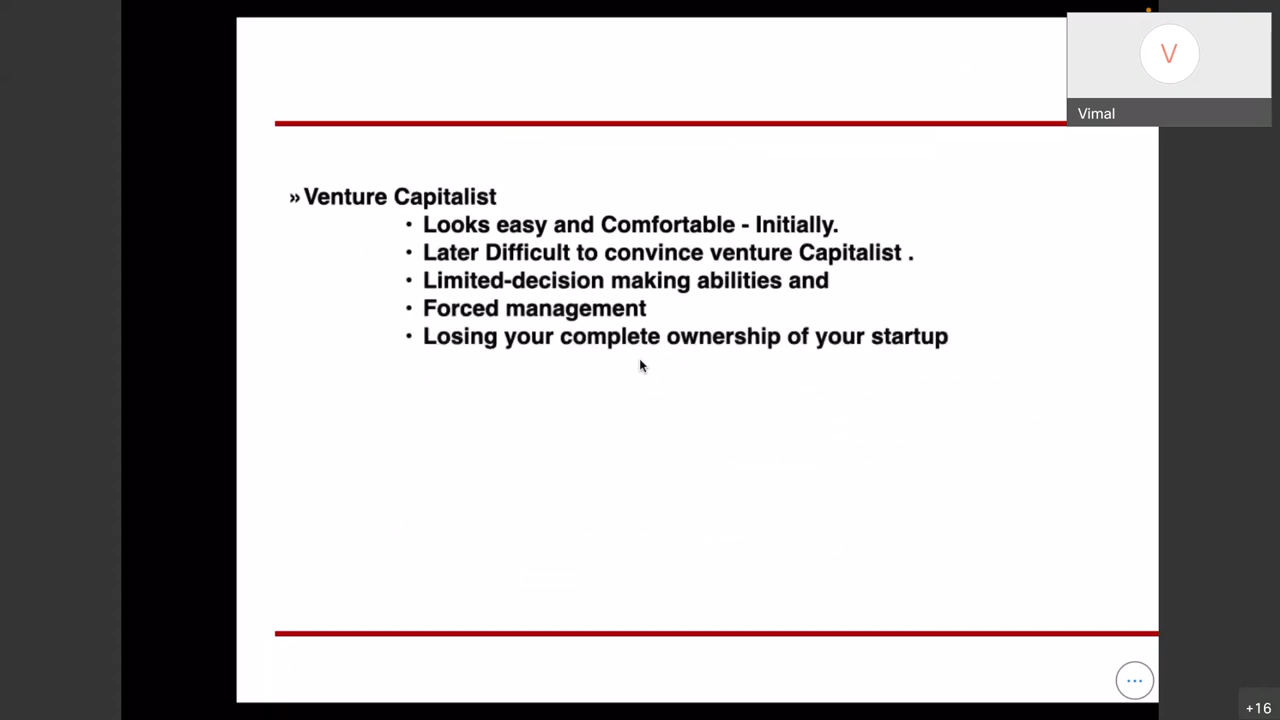 V
Vimal
»Venture Capitalist
• Looks easy and Comfortable - Initially.
• Later Difficult to convince venture Capitalist .
• Limited-decision making abilities and
• Forced management
• Losing your complete ownership of your startup
+16